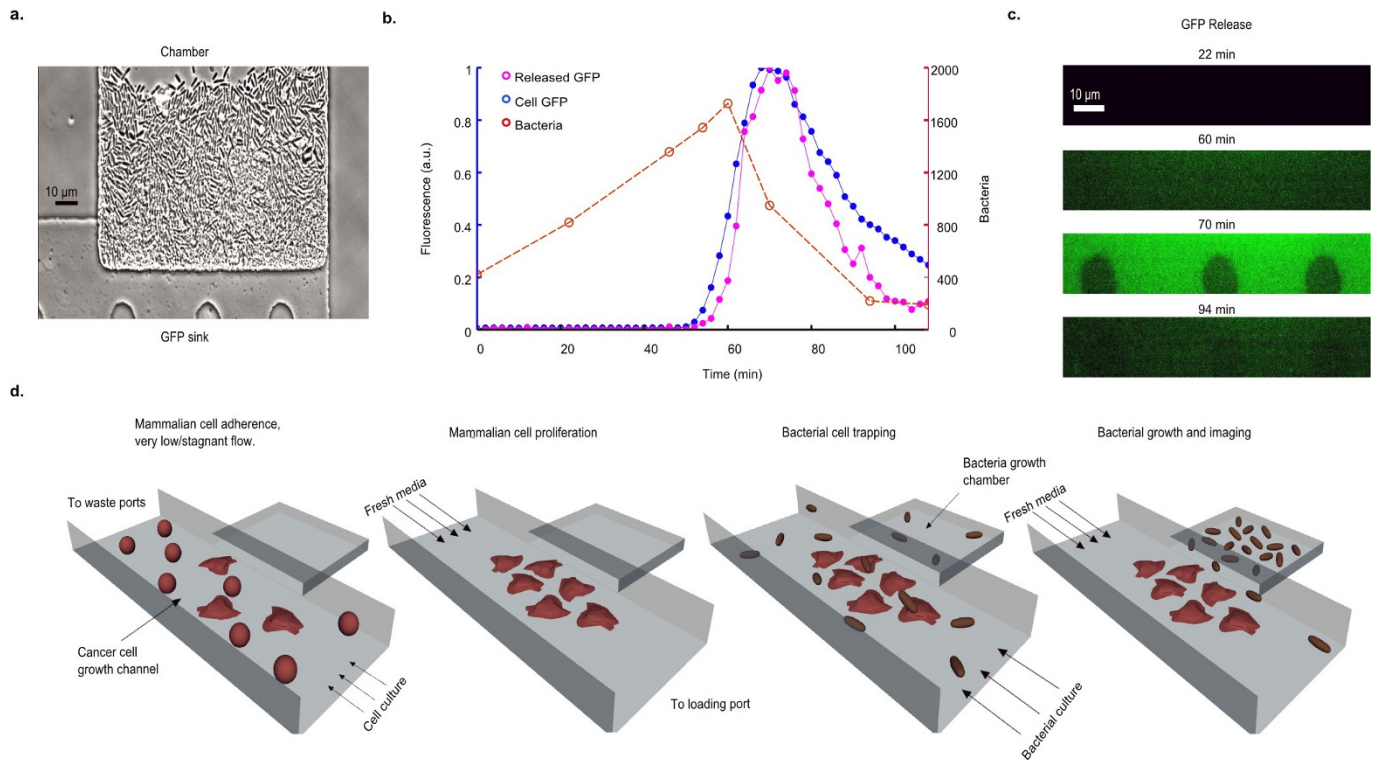 a.
Chamber
10 µm
GFP sink
b.
Released GFP
Cell GFP
Bacteria
Fluorescence (a.u.)
1
0.8
0.6
0.4
0.2
0
2000
1600
1200
800
400
0
Bacteria
0
20
40
60
80
100
Time (min)
c.
GFP Release
22 min
10 µm
60 min
70 min
94 min
d.
Mammalian cell adherence,
very low/stagnant flow.
To waste ports
Cancer cell
growth channel
Cell culture
Mammalian cell proliferation
Fresh media
To loading port
Bacterial cell trapping
Bacteria growth
chamber
Bacterial culture
Bacterial growth and imaging
Fresh media